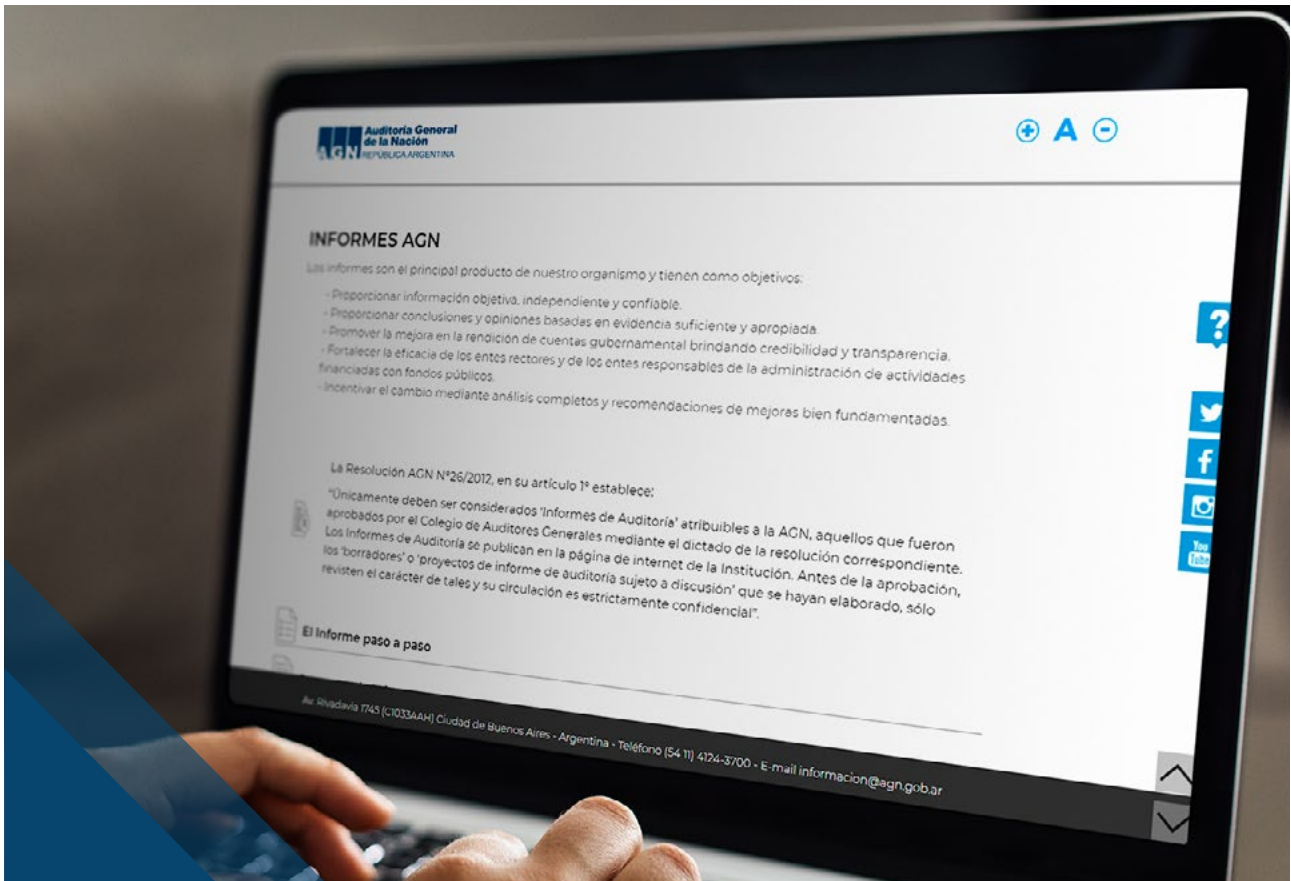 AGN
Auditoría General
de la Nación
REPÚBLICA ARGENTINA
A
INFORMES AGN
Los informes son el principal producto de nuestro organismo y tienen como objetivos:
- Proporcionar información objetiva, independiente y confiable.
- Proporcionar conclusiones y opiniones basadas en evidencia suficiente y apropiada.
- Promover la mejora en la rendición de cuentas gubernamental brindando credibilidad y transparencia.
- Fortalecer la eficacia de los entes rectores y de los entes responsables de la administración de actividades
financiadas con fondos públicos.
- Incentivar el cambio mediante análisis completos y recomendaciones de mejoras bien fundamentadas.
?
La Resolución AGN N°26/2012, en su artículo 1° establece:
"Únicamente deben ser considerados 'Informes de Auditoría' atribuibles a la AGN, aquellos que fueron
aprobados por el Colegio de Auditores Generales mediante el dictado de la resolución correspondiente.
Los Informes de Auditoría se publican en la página de internet de la Institución. Antes de la aprobación,
los 'borradores' o 'proyectos de informe de auditoría sujeto a discusión' que se hayan elaborado, sólo
revisten el carácter de tales y su circulación es estrictamente confidencial".
You
Tube
El Informe paso a paso
Av. Rivadavia 1745 (C1033AAH) Ciudad de Buenos Aires - Argentina - Teléfono (54 11) 4124-3700 - E-mail informacion@agn.gob.ar